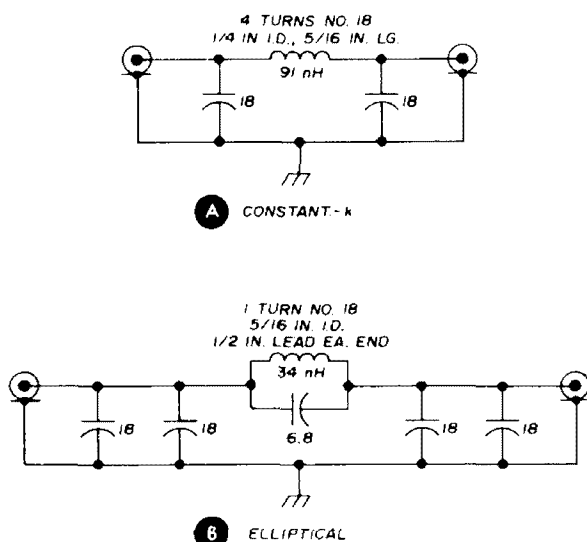 4 TURNS NO. 18
1/4 IN I.D., 5/16 IN. LG.
91 nH
18
18
A CONSTANT-k
1 TURN NO. 18
5/16 IN. I.D.
1/2 IN. LEAD EA. END
34 nH
18
18
6.8
18
18
B ELLIPTICAL